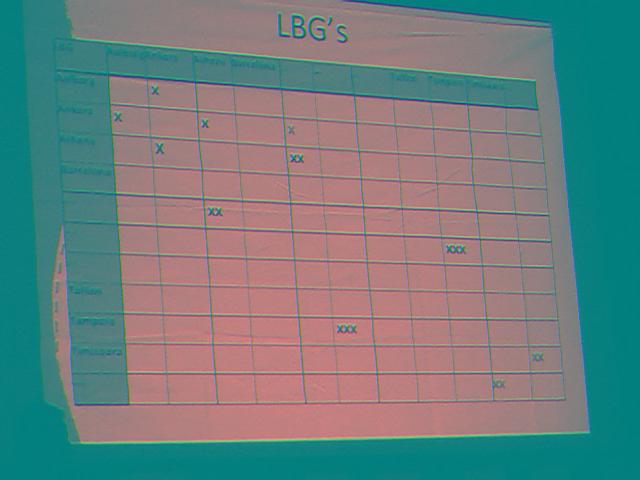 LBG's
LBG Aalborg Ankara Athens Barcelona Tallinn Tampere Timisoara
Aalborg X
Ankara X X X
Athens X XX
Barcelona
XX
XXX
Tallinn
Tampere XXX
Timisoara XX
XX